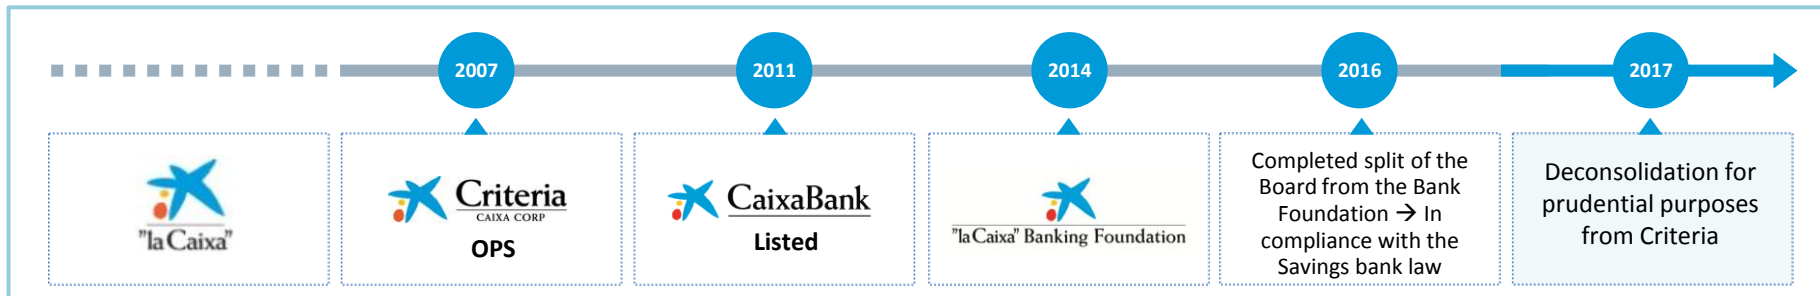 2007
2011
2014
2016
2017
"la Caixa"
Criteria
CAIXA CORP
OPS
CaixaBank
Listed
"la Caixa" Banking Foundation
Completed split of the
Board from the Bank
Foundation → In
compliance with the
Savings bank law
Deconsolidation for
prudential purposes
from Criteria